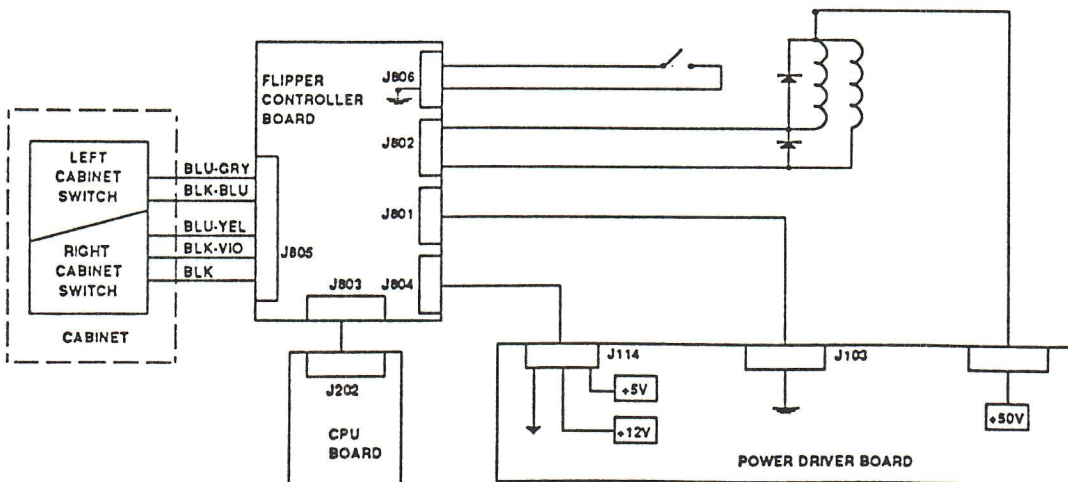 FLIPPER
CONTROLLER
BOARD
J806
J802
J801
J804
J805
J803
LEFT
CABINET
SWITCH
RIGHT
CABINET
SWITCH
CABINET
BLU-GRY
BLK-BLU
BLU-YEL
BLK-VIO
BLK
J202
CPU
BOARD
J114
J103
+5V
+12V
+50V
POWER DRIVER BOARD